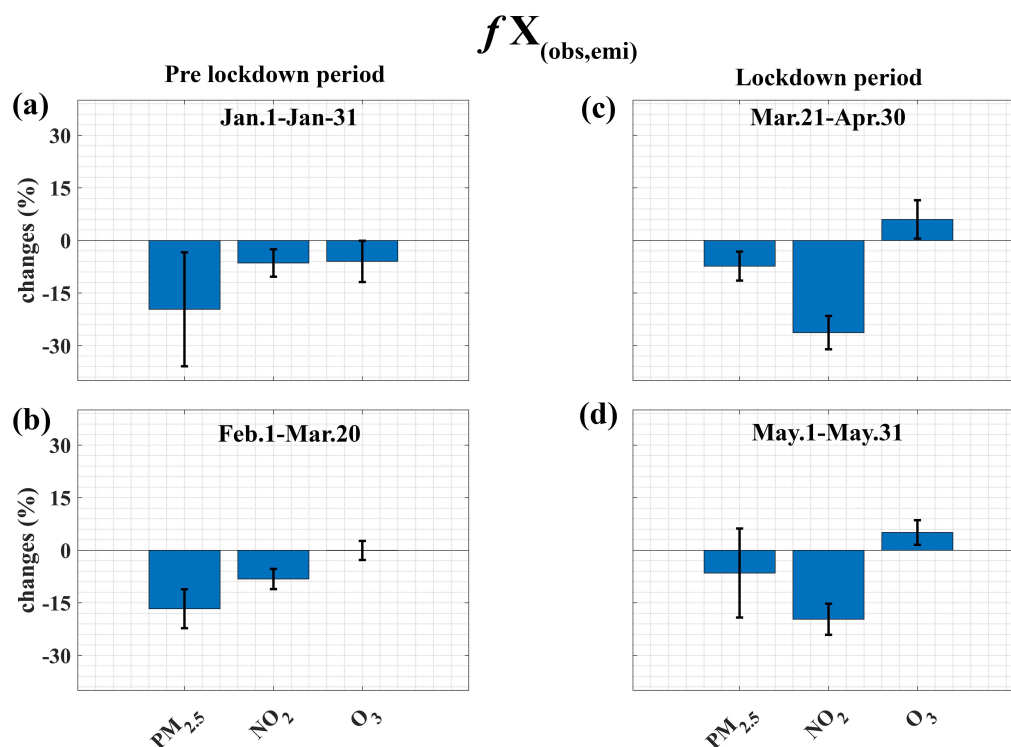 f X(obs,emi)
Pre lockdown period
Lockdown period
(a)
Jan.1-Jan-31
30
15
0
-15
-30
changes (%)
(c)
Mar.21-Apr.30
(b)
Feb.1-Mar.20
30
15
0
-15
-30
changes (%)
PM2.5
NO2
O3
(d)
May.1-May.31
PM2.5
NO2
O3